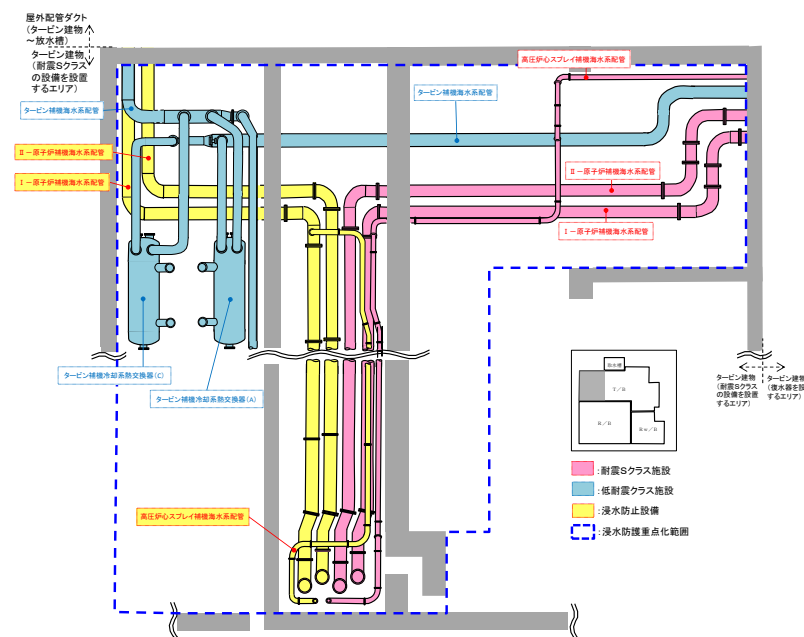 屋外配管ダクト
(タービン建物
～放水槽)
タービン建物
(耐震Sクラス
の設備を設置
するエリア)
高圧炉心スプレイ補機海水系配管
タービン補機海水系配管
タービン補機海水系配管
Ⅱ－原子炉補機海水系配管
Ⅰ－原子炉補機海水系配管
Ⅱ－原子炉補機海水系配管
Ⅰ－原子炉補機海水系配管
タービン補機冷却系熱交換器(C)
タービン補機冷却系熱交換器(A)
高圧炉心スプレイ補機海水系配管
タービン建物
(耐震Sクラス
の設備を設置
するエリア)
タービン建物
(復水器を設置
するエリア)
放水槽
T／B
R／B
Rw／B
:耐震Sクラス施設
:低耐震クラス施設
:浸水防止設備
:浸水防護重点化範囲